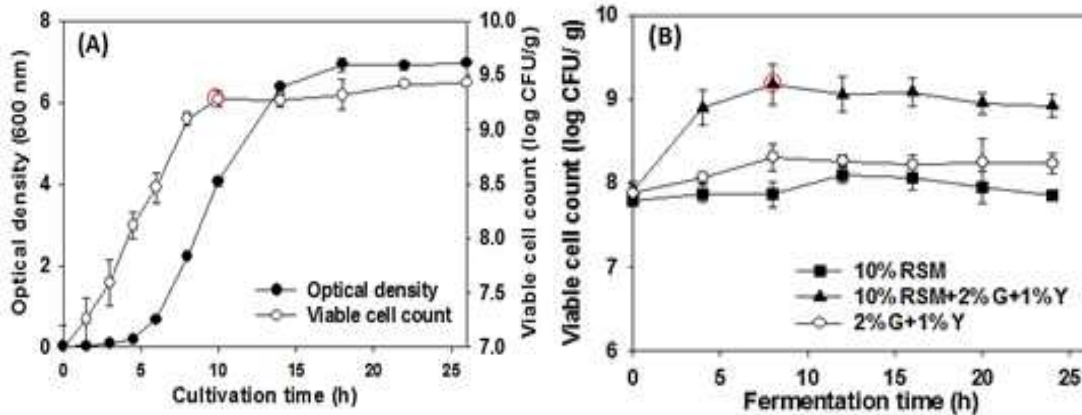 (A)
Optical density (600 nm)
8
6
4
2
0
10.0
9.5
9.0
8.5
8.0
7.5
7.0
Viable cell count (log CFU/g)
Optical density
Viable cell count
0 5 10 15 20 25
Cultivation time (h)
(B)
Viable cell count (log CFU/ g)
10
9
8
7
6
10% RSM
10% RSM+2% G+1% Y
2% G+1% Y
0 5 10 15 20 25
Fermentation time (h)